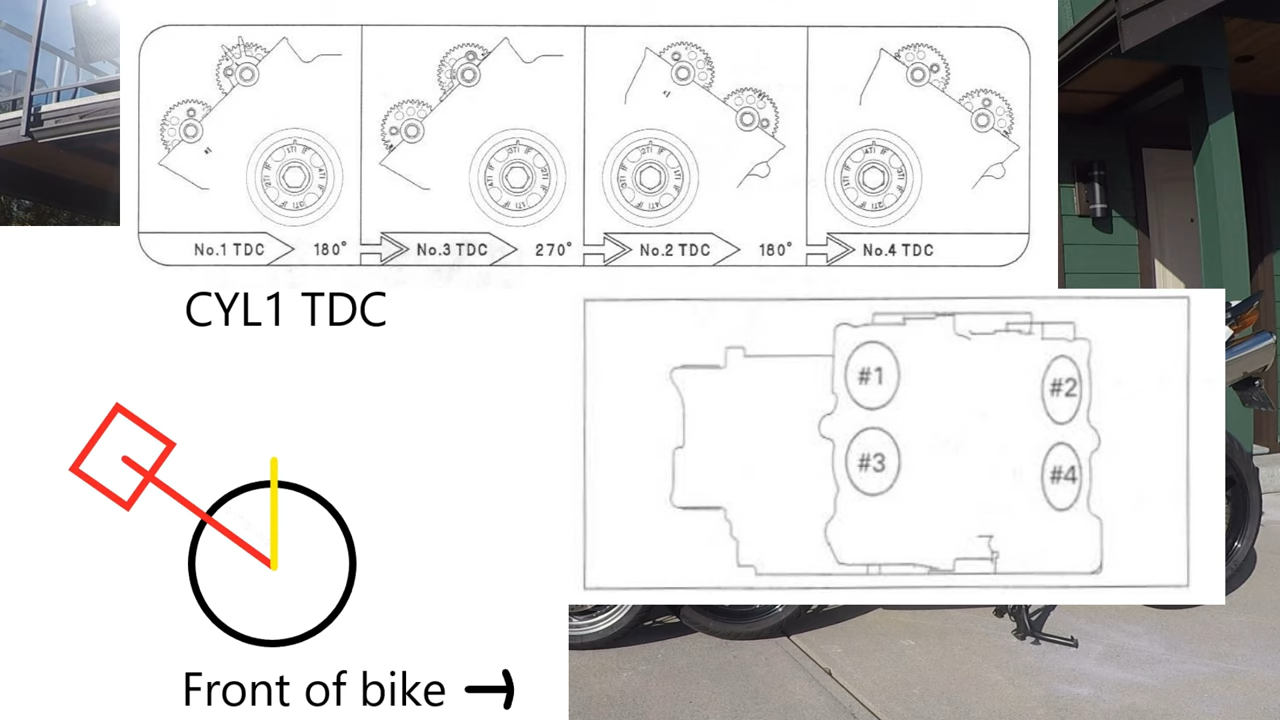 No.1 TDC 180° No.3 TDC 270° No.2 TDC 180° No.4 TDC
CYL1 TDC
#1
#2
#3
#4
Front of bike